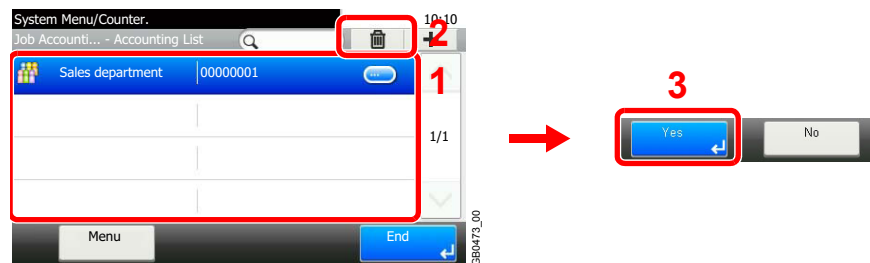 System Menu/Counter. 10:10
Job Accounti... - Accounting List
2
Sales department 00000001 ...
1
1/1
Menu End
GB0473_00
3
Yes No